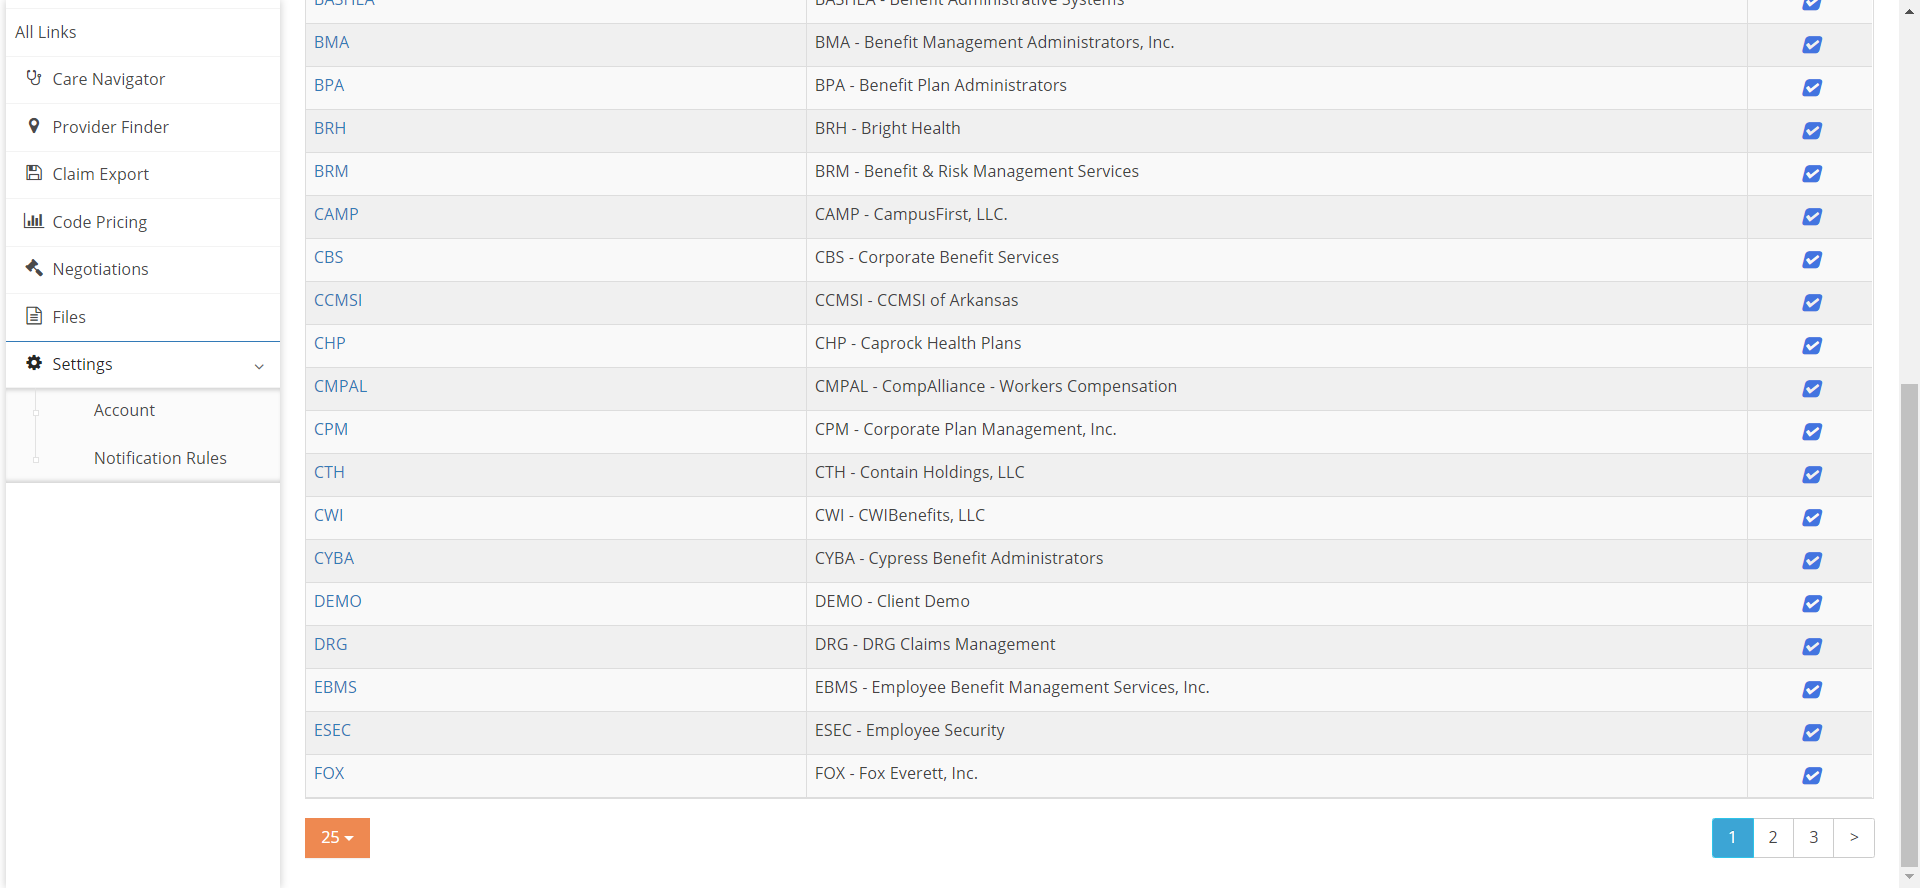 All Links
Care Navigator
Provider Finder
Claim Export
Code Pricing
Negotiations
Files
Settings
Account
Notification Rules
BASHEA BASHEA - Benefit Administrative Systems
BMA BMA - Benefit Management Administrators, Inc.
BPA BPA - Benefit Plan Administrators
BRH BRH - Bright Health
BRM BRM - Benefit & Risk Management Services
CAMP CAMP - CampusFirst, LLC.
CBS CBS - Corporate Benefit Services
CCMSI CCMSI - CCMSI of Arkansas
CHP CHP - Caprock Health Plans
CMPAL CMPAL - CompAlliance - Workers Compensation
CPM CPM - Corporate Plan Management, Inc.
CTH CTH - Contain Holdings, LLC
CWI CWI - CWIBenefits, LLC
CYBA CYBA - Cypress Benefit Administrators
DEMO DEMO - Client Demo
DRG DRG - DRG Claims Management
EBMS EBMS - Employee Benefit Management Services, Inc.
ESEC ESEC - Employee Security
FOX FOX - Fox Everett, Inc.
25
1 2 3 >